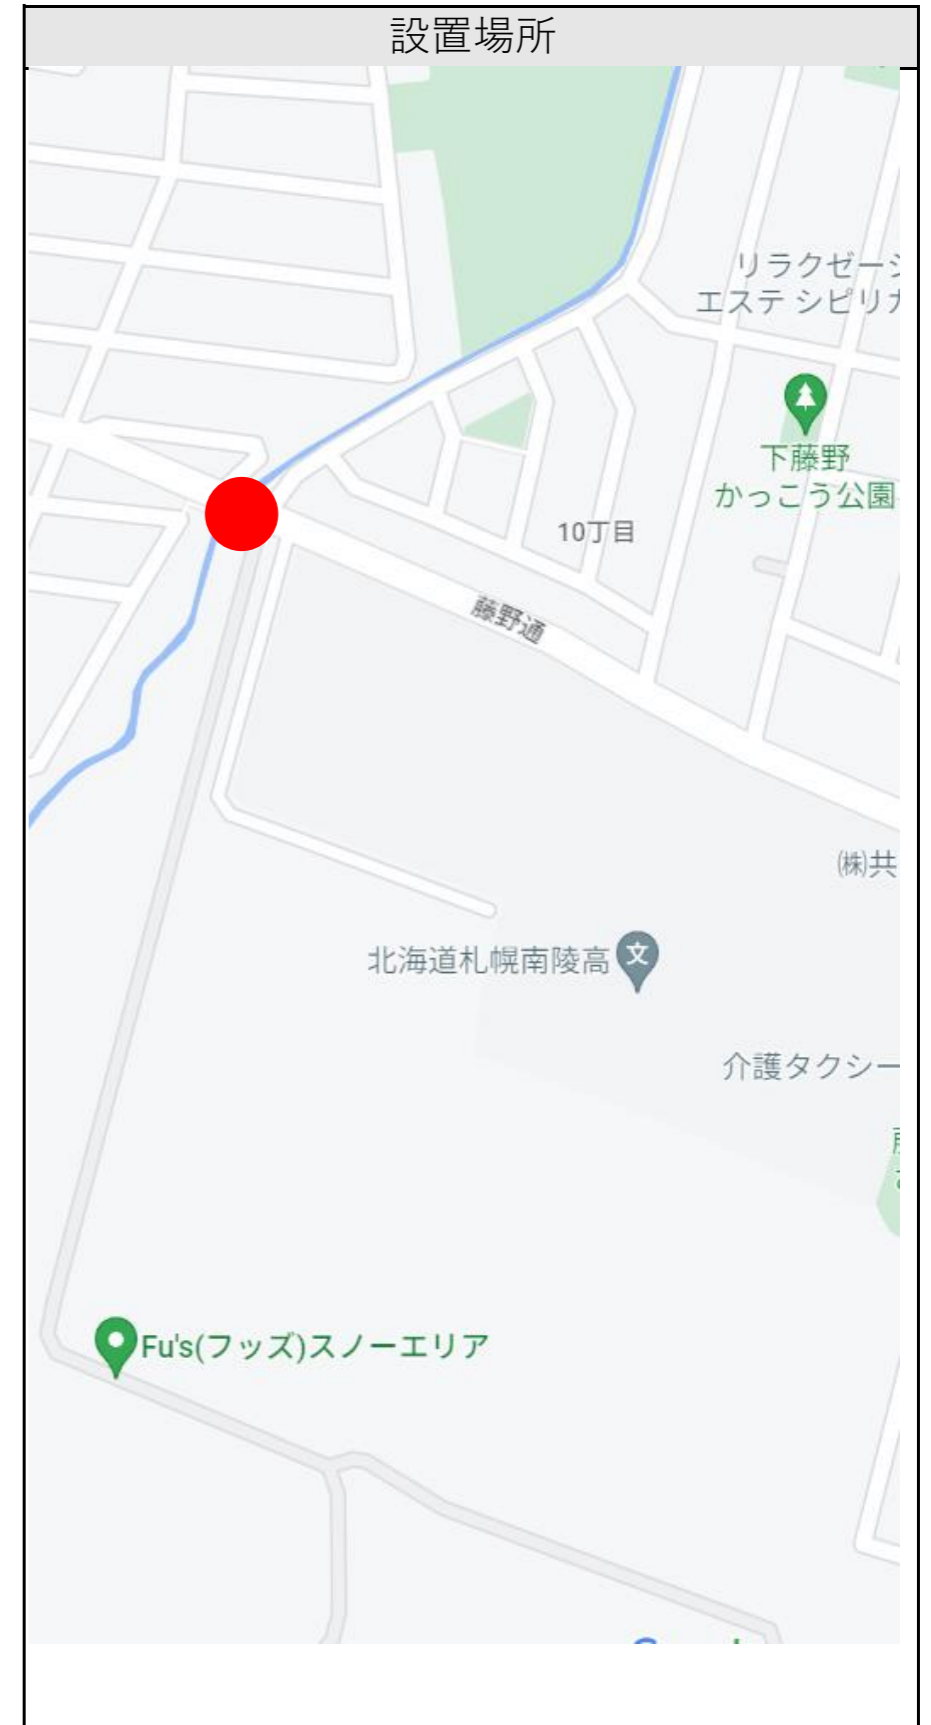 設置場所
リラクゼーシ
エステ シピリカ
下藤野
かっこう公園
10丁目
藤野通
㈱共
北海道札幌南陵高
文
介護タクシー
Fu's(フッズ)スノーエリア